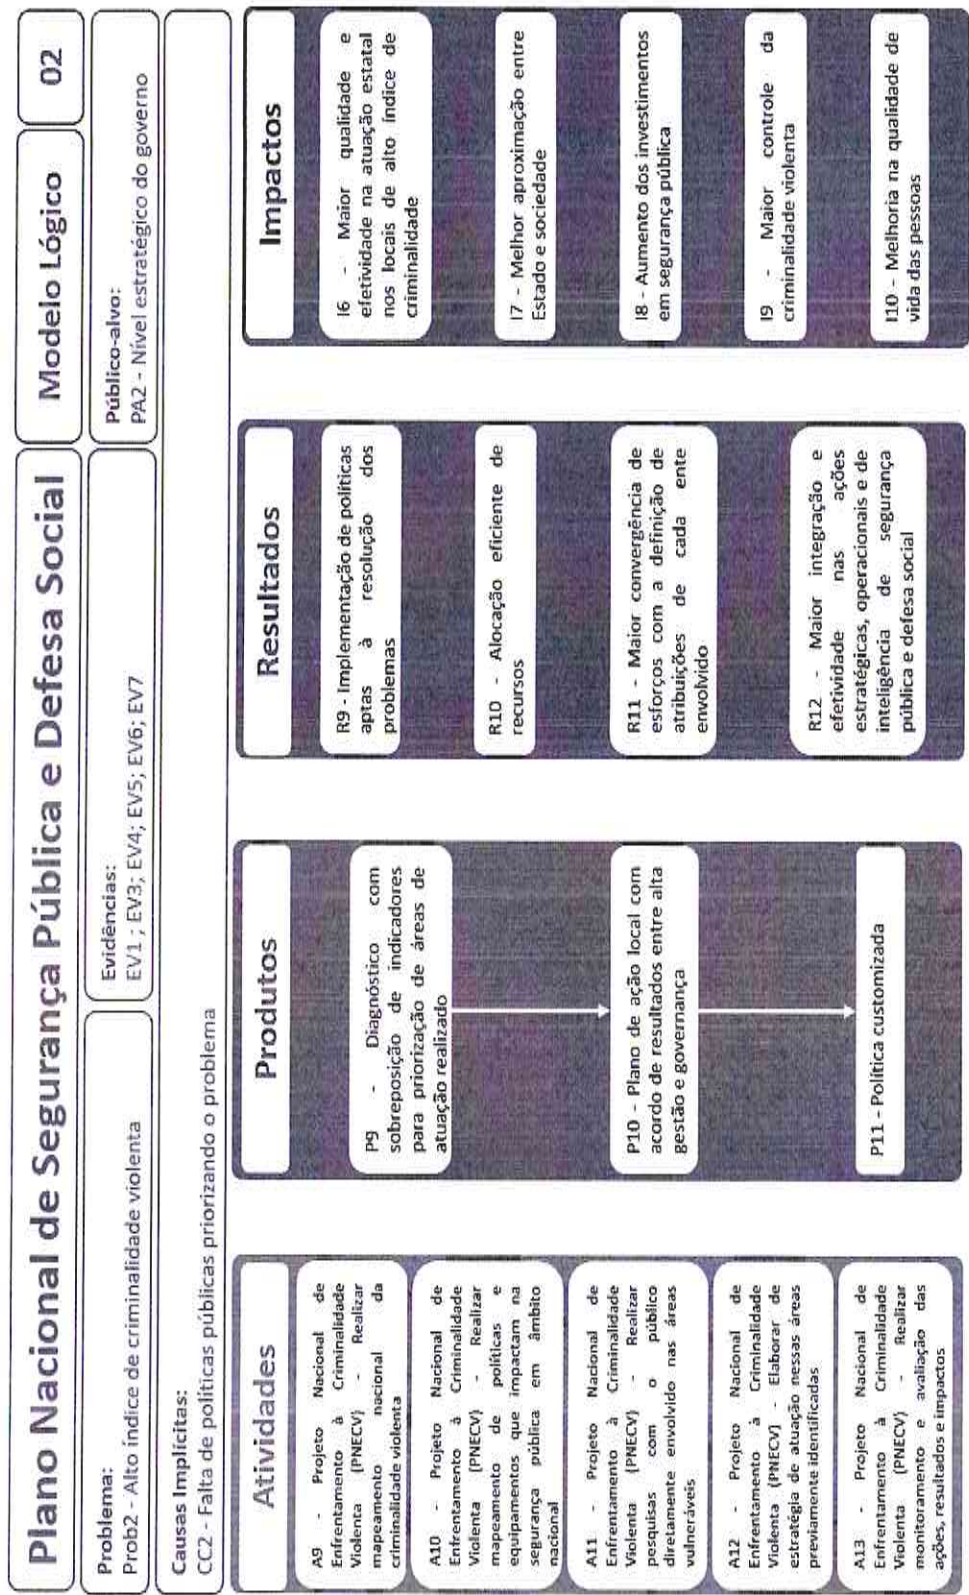 Plano Nacional de Segurança Pública e Defesa Social
Modelo Lógico
02
Problema:
Prob2 - Alto índice de criminalidade violenta
Evidências:
EV1 ; EV3; EV4; EV5; EV6; EV7
Público-alvo:
PA2 - Nível estratégico do governo
Causas Implícitas:
CC2 - Falta de políticas públicas priorizando o problema
Atividades
A9 - Projeto Nacional de
Enfrentamento à Criminalidade
Violenta (PNECV) - Realizar
mapeamento nacional da
criminalidade violenta
A10 - Projeto Nacional de
Enfrentamento à Criminalidade
Violenta (PNECV) - Realizar
mapeamento de políticas e
equipamentos que impactam na
segurança pública em âmbito
nacional
A11 - Projeto Nacional de
Enfrentamento à Criminalidade
Violenta (PNECV) - Realizar
pesquisas com o público
diretamente envolvido nas áreas
vulneráveis
A12 - Projeto Nacional de
Enfrentamento à Criminalidade
Violenta (PNECV) - Elaborar de
estratégia de atuação nessas áreas
previamente identificadas
A13 - Projeto Nacional de
Enfrentamento à Criminalidade
Violenta (PNECV) - Realizar
monitoramento e avaliação das
ações, resultados e impactos
Produtos
P9 - Diagnóstico com
sobreposição de indicadores
para priorização de áreas de
atuação realizado
P10 - Plano de ação local com
acordo de resultados entre alta
gestão e governança
P11 - Política customizada
Resultados
R9 - Implementação de políticas
aptas à resolução dos
problemas
R10 - Alocação eficiente de
recursos
R11 - Maior convergência de
esforços com a definição de
atribuições de cada ente
envolvido
R12 - Maior integração e
efetividade nas ações
estratégicas, operacionais e de
inteligência de segurança
pública e defesa social
Impactos
I6 - Maior qualidade e
efetividade na atuação estatal
nos locais de alto índice de
criminalidade
I7 - Melhor aproximação entre
Estado e sociedade
I8 - Aumento dos investimentos
em segurança pública
I9 - Maior controle da
criminalidade violenta
I10 - Melhoria na qualidade de
vida das pessoas